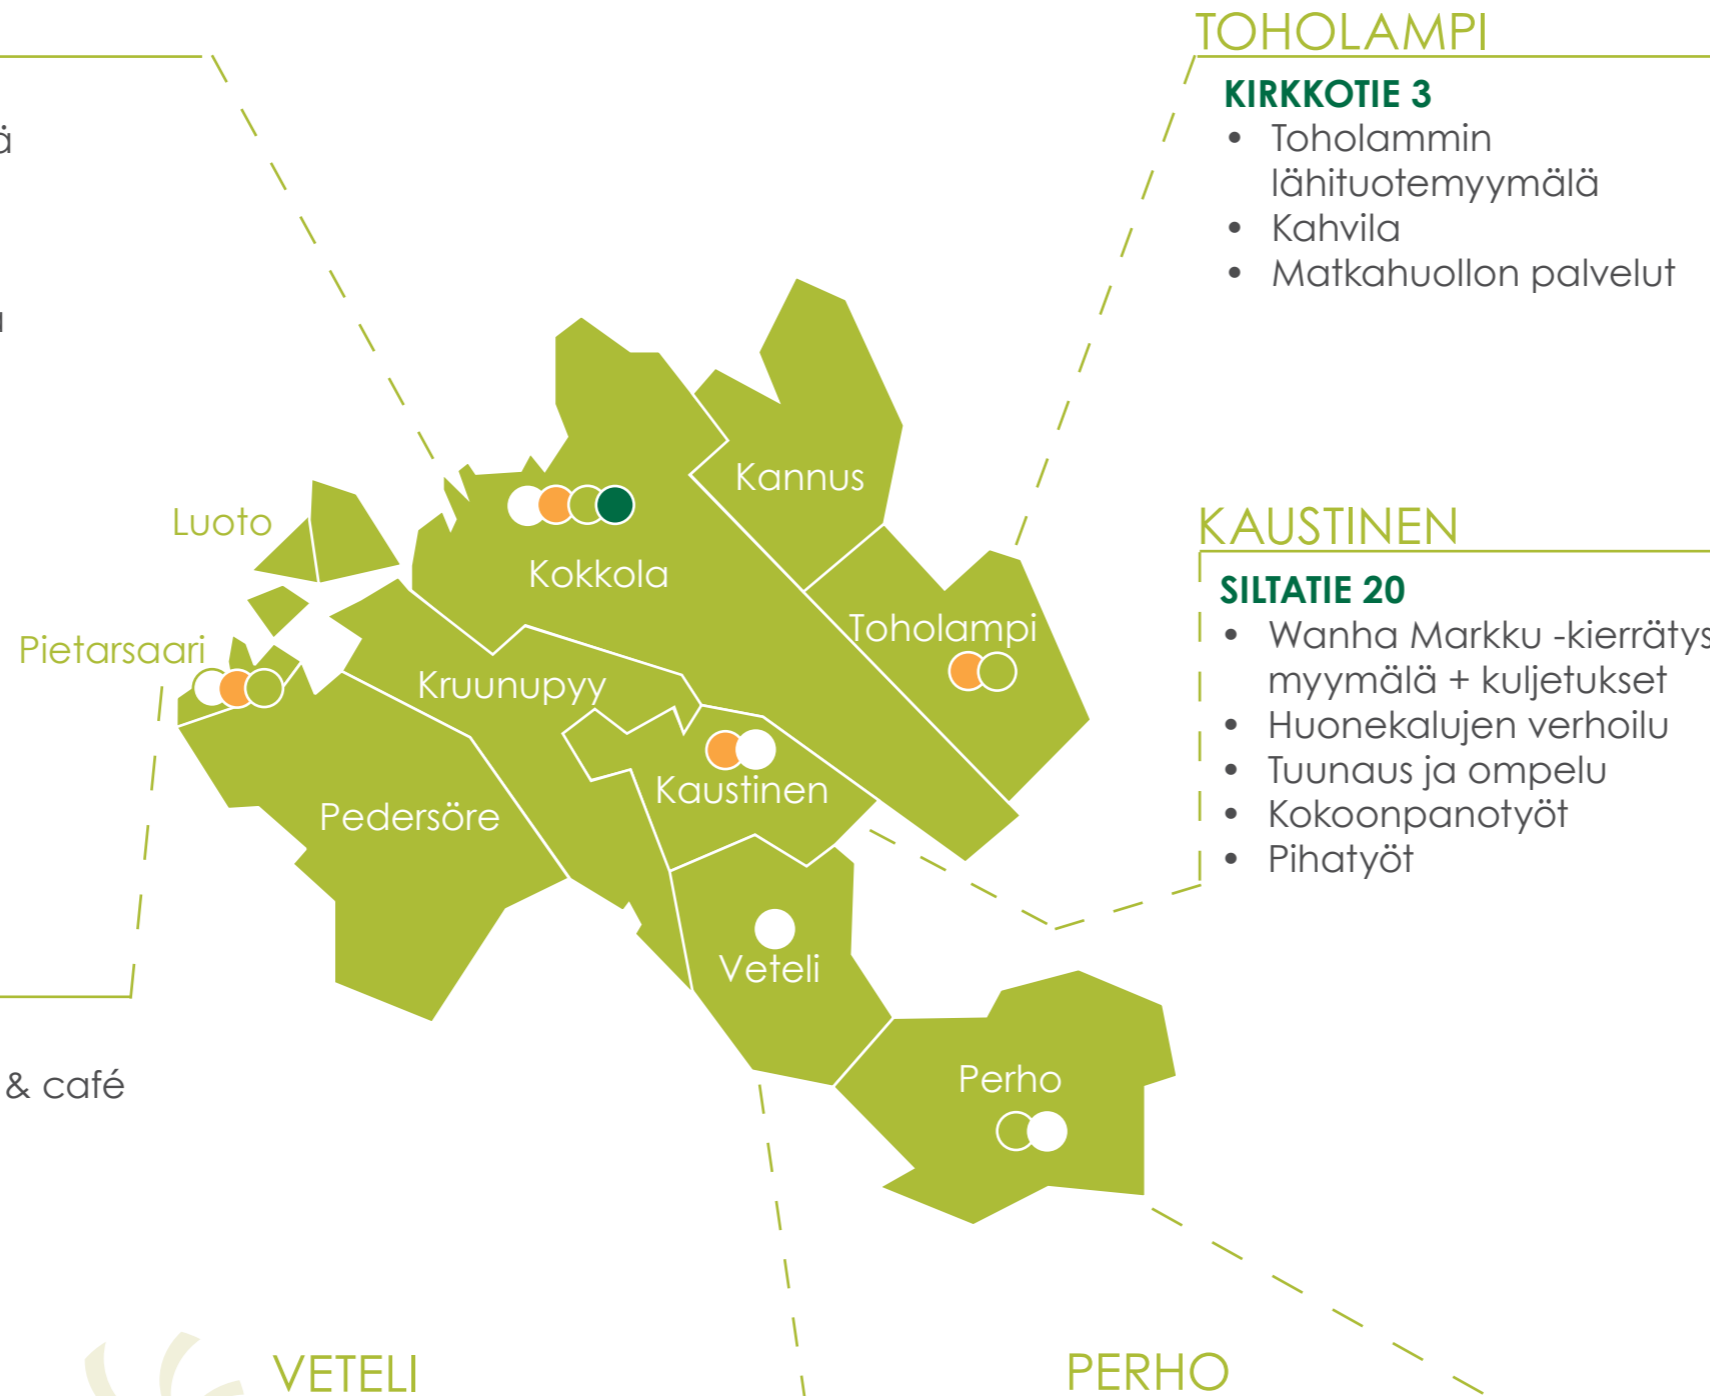 TOHOLAMPI
KIRKKOTIE 3
• Toholammin
lähituotemyymälä
• Kahvila
• Matkahuollon palvelut
ä
Kannus
Luoto
Kokkola
Toholampi
Pietarsaari
Kruunupyy
Kaustinen
Pedersöre
Veteli
Perho
KAUSTINEN
SILTATIE 20
• Wanha Markku -kierrätys
myymälä + kuljetukset
• Huonekalujen verhoilu
• Tuunaus ja ompelu
• Kokoonpanotyöt
• Pihatyöt
& café
VETELI
PERHO